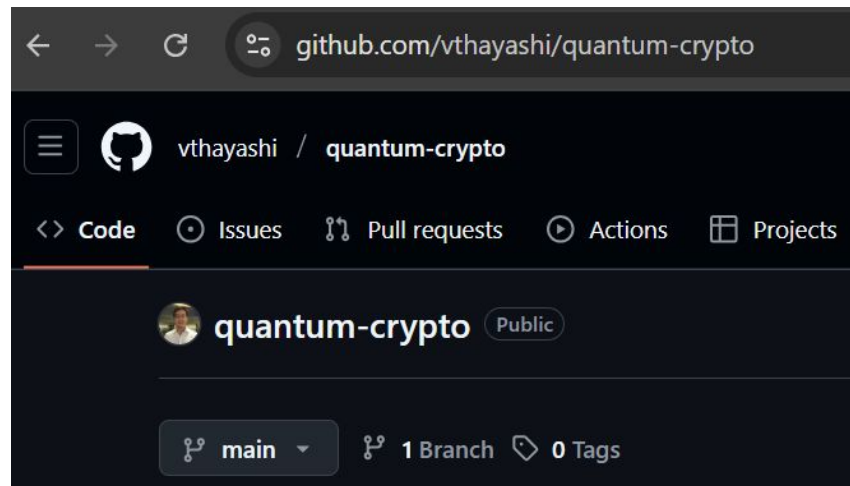 github.com/vthayashi/quantum-crypto
vthayashi / quantum-crypto
<> Code Issues Pull requests Actions Projects
quantum-crypto Public
main 1 Branch 0 Tags